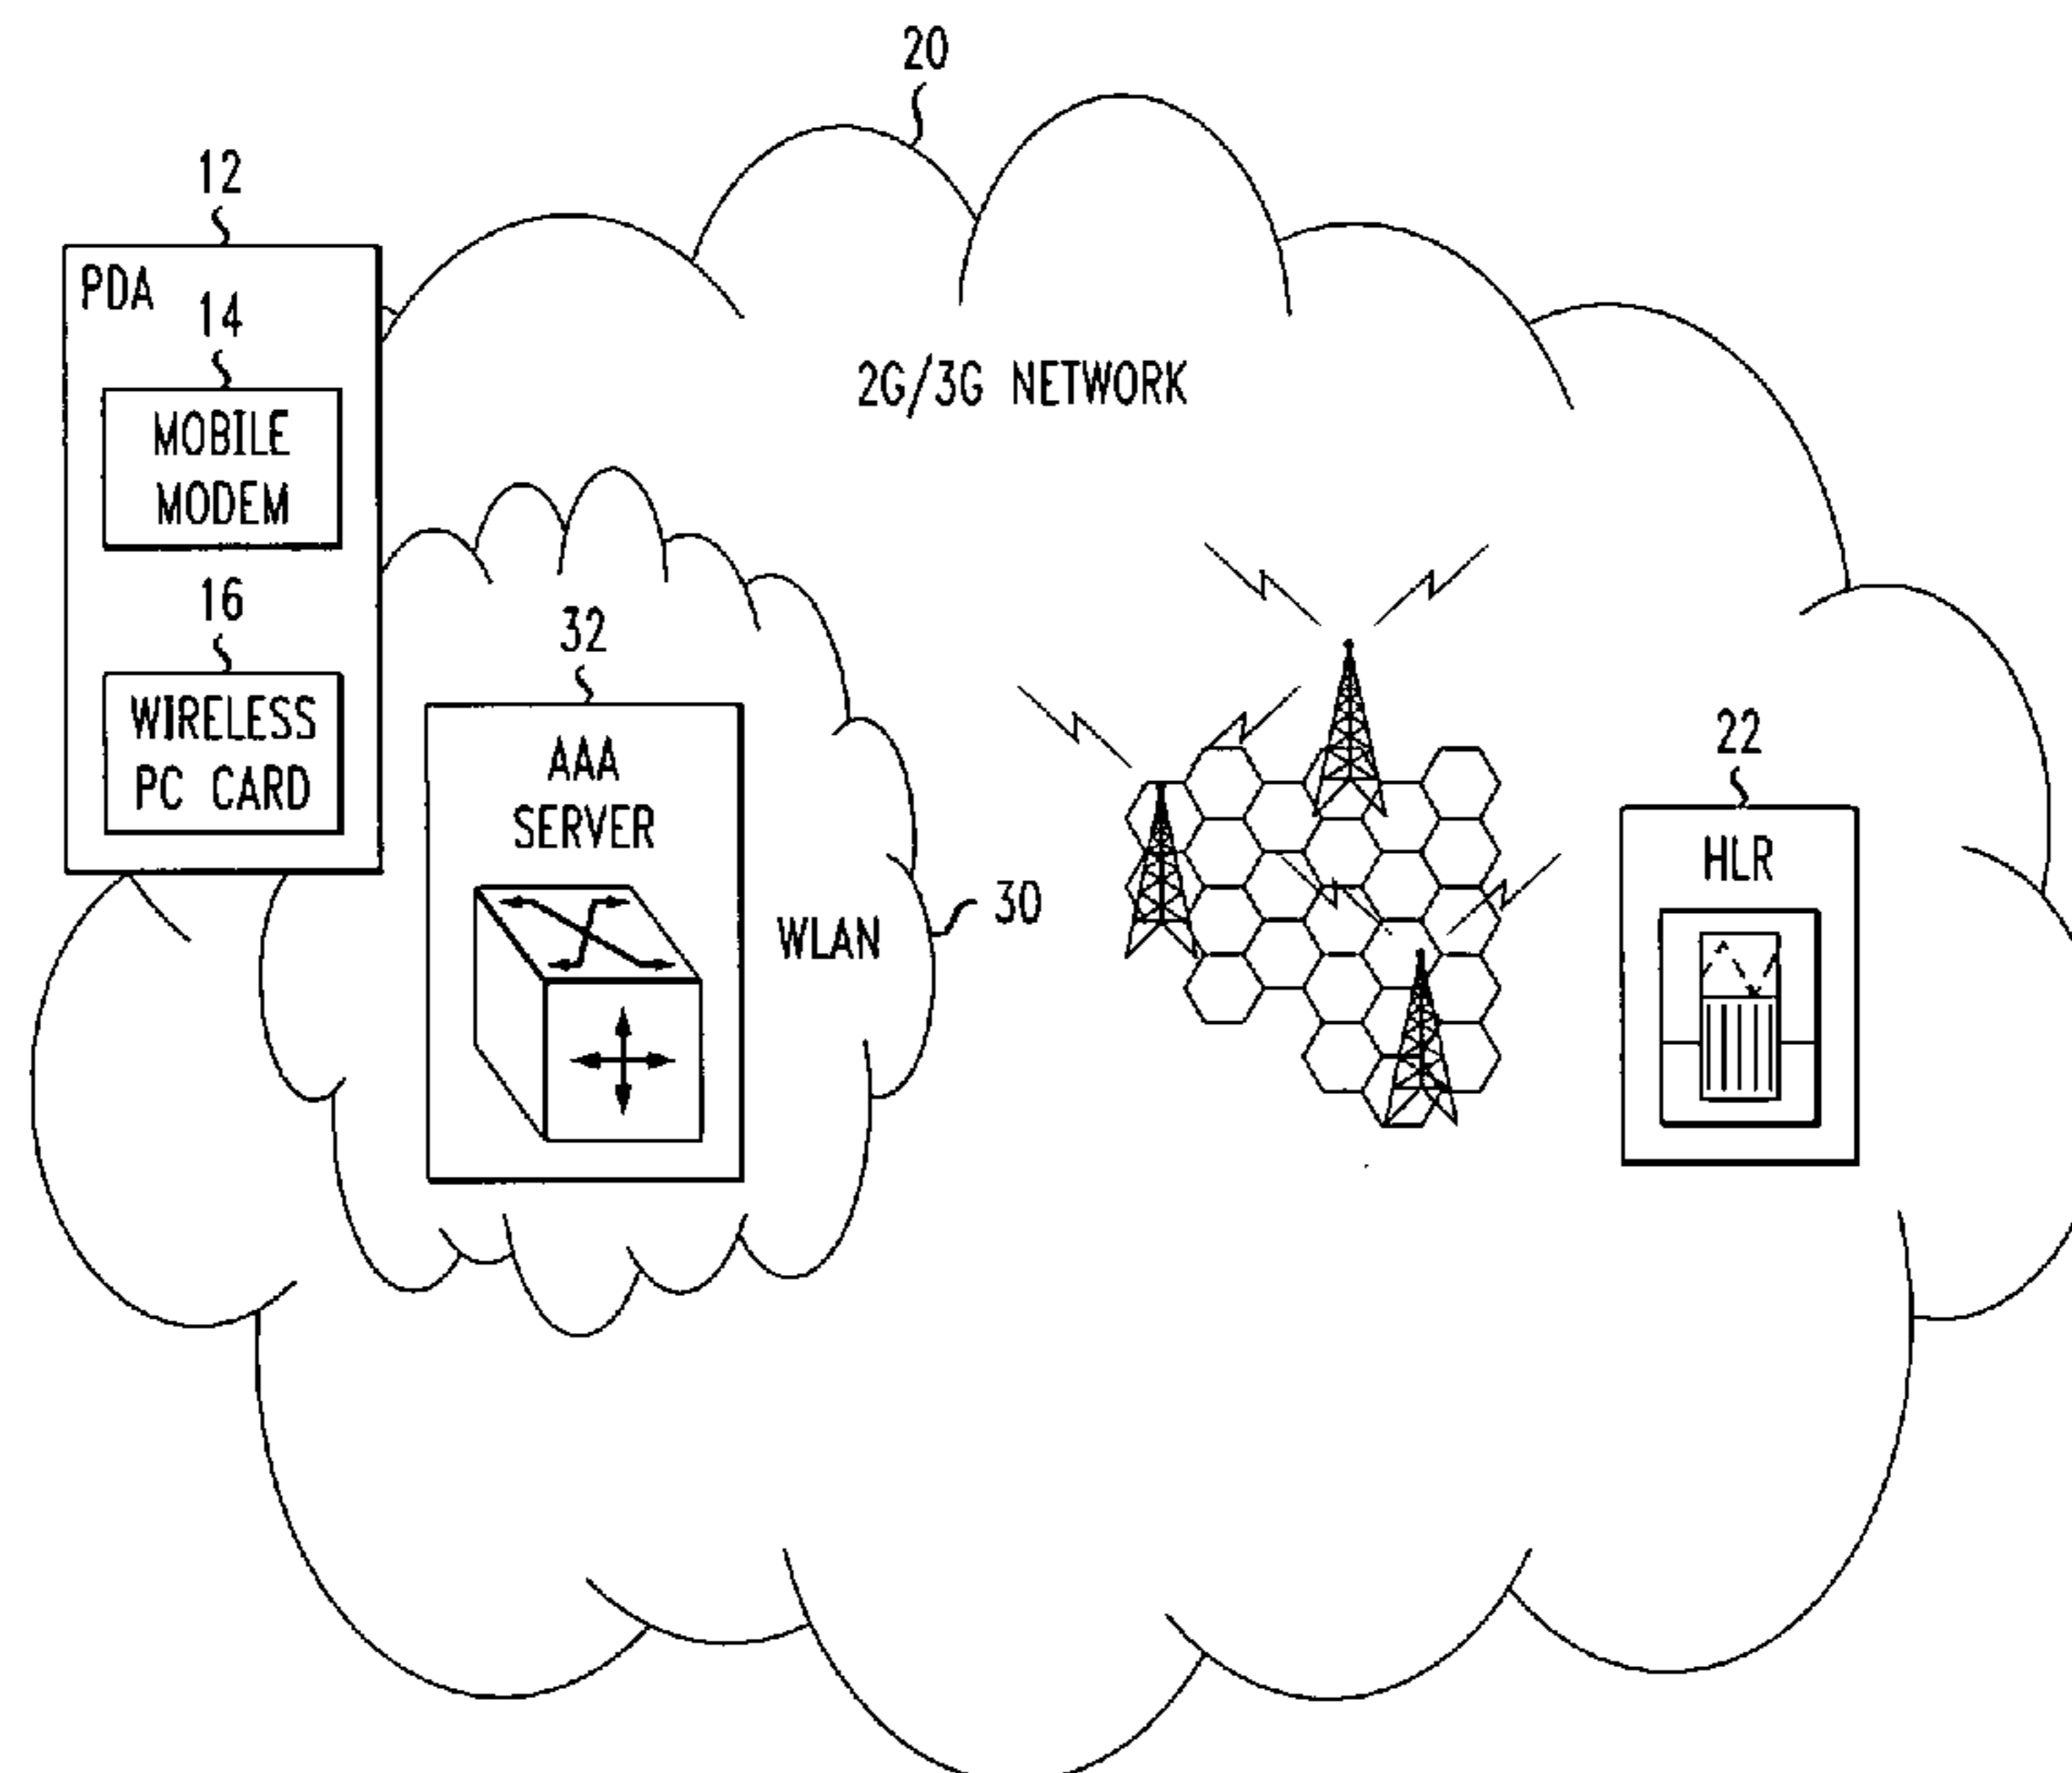 20
12
PDA
14
2G/3G NETWORK
MOBILE
MODEM
16
32
WIRELESS
PC CARD
22
AAA
SERVER
HLR
30
WLAN